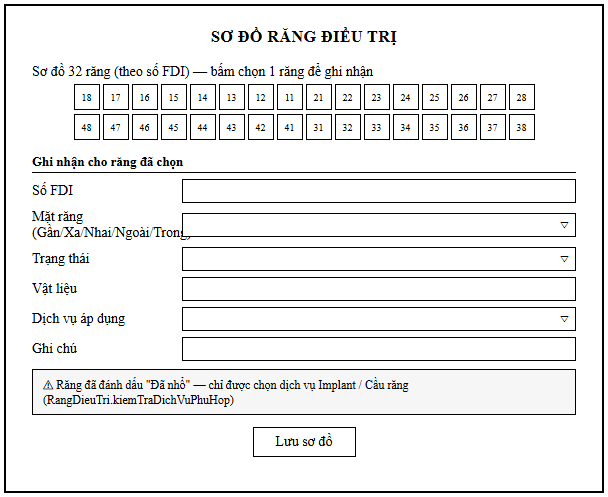 SƠ ĐỒ RĂNG ĐIỀU TRỊ
Sơ đồ 32 răng (theo số FDI) — bấm chọn 1 răng để ghi nhận
18 17 16 15 14 13 12 11 21 22 23 24 25 26 27 28
48 47 46 45 44 43 42 41 31 32 33 34 35 36 37 38
Ghi nhận cho răng đã chọn
Số FDI
Mặt răng
(Gần/Xa/Nhai/Ngoài/Trong)
Trạng thái
Vật liệu
Dịch vụ áp dụng
Ghi chú
⚠ Răng đã đánh dấu "Đã nhổ" — chỉ được chọn dịch vụ Implant / Cầu răng
(RangDieuTri.kiemTraDichVuPhuHop)
Lưu sơ đồ